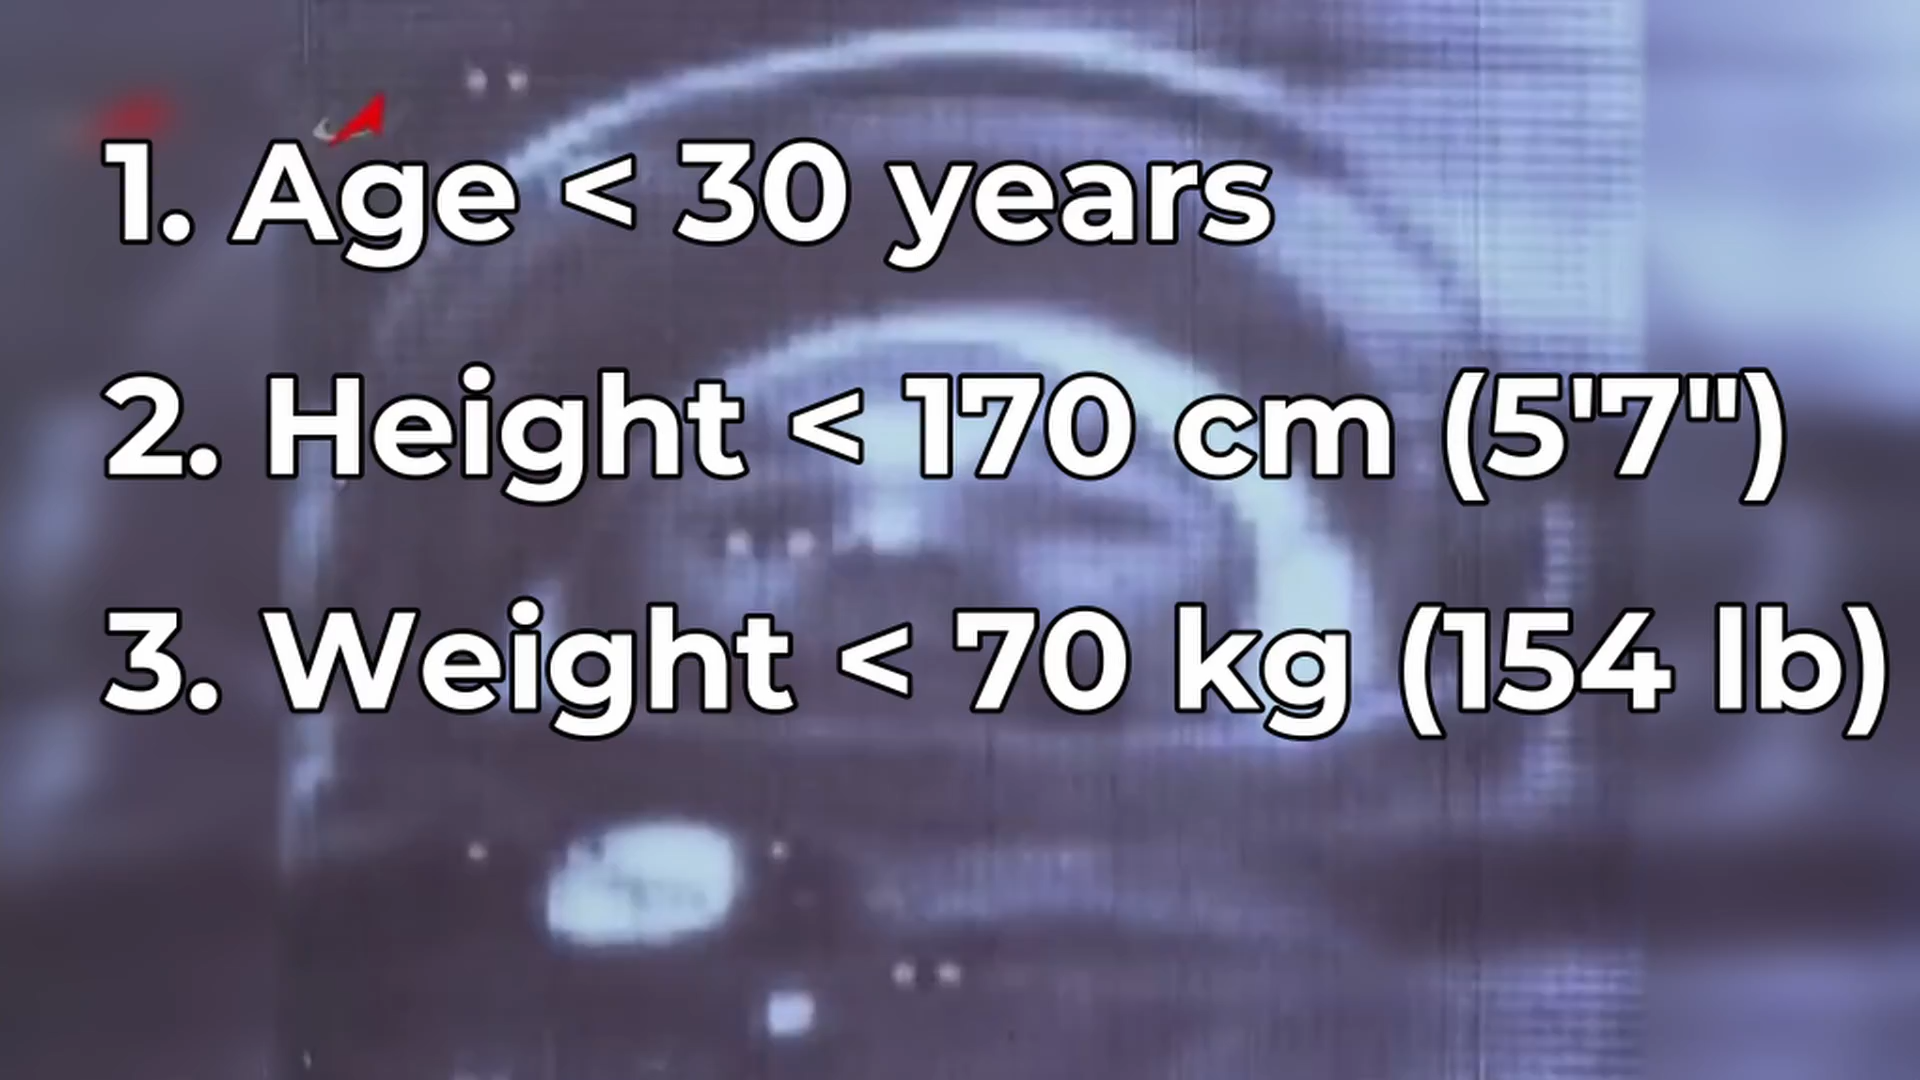 1. Age < 30 years
2. Height < 170 cm (5'7")
3. Weight < 70 kg (154 lb)